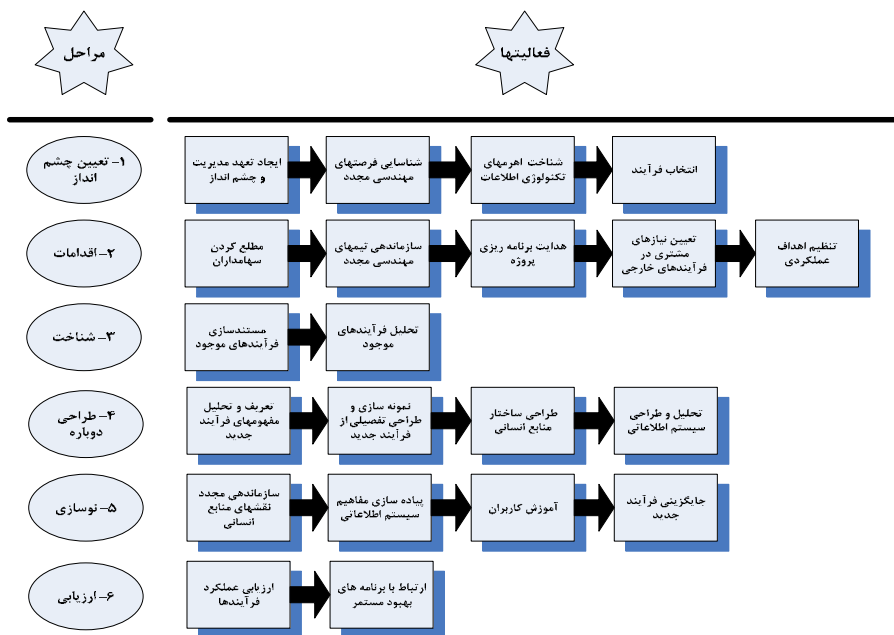 مراحل
فعالیتها
۱- تعیین چشم
انداز
ایجاد تعهد مدیریت
و چشم انداز
شناسایی فرصتهای
مهندسی مجدد
شناخت اهرمهای
تکنولوژی اطلاعات
انتخاب فرآیند
۲- اقدامات
مطلع کردن
سهامداران
سازماندهی تیمهای
مهندسی مجدد
هدایت برنامه ریزی
پروژه
تعیین نیازهای
مشتری در
فرآیندهای خارجی
تنظیم اهداف
عملکردی
۳- شناخت
مستندسازی
فرآیندهای موجود
تحلیل فرآیندهای
موجود
۴- طراحی
دوباره
تعریف و تحلیل
مفهومهای فرآیند
جدید
نمونه سازی و
طراحی تفصیلی از
فرآیند جدید
طراحی ساختار
منابع انسانی
تحلیل و طراحی
سیستم اطلاعاتی
۵- نوسازی
سازماندهی مجدد
نقشهای منابع
انسانی
پیاده سازی مفاهیم
سیستم اطلاعاتی
آموزش کاربران
جایگزینی فرآیند
جدید
۶- ارزیابی
ارزیابی عملکرد
فرآیندها
ارتباط با برنامه های
بهبود مستمر